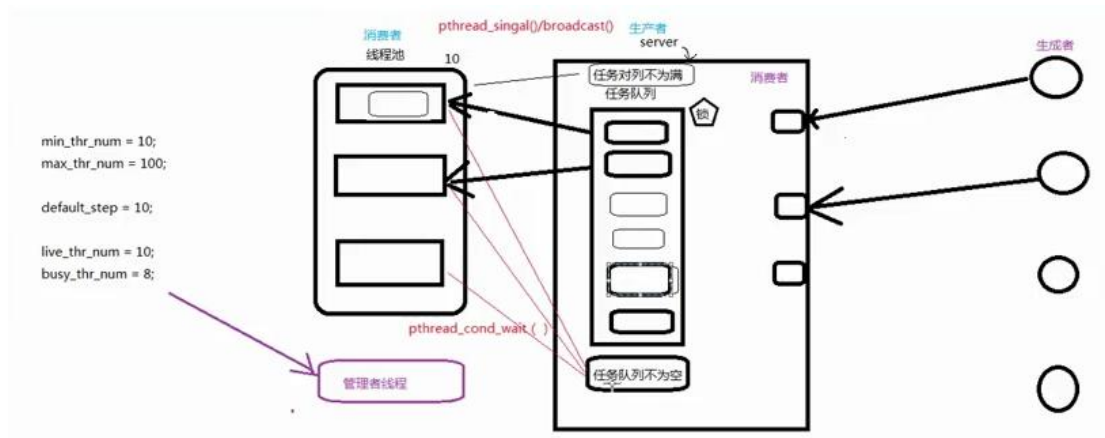 pthread_singal()/broadcast()
消费者
线程池
10
生产者
server
生成者
任务对列不为满
任务队列
锁
消费者
min_thr_num = 10;
max_thr_num = 100;
default_step = 10;
live_thr_num = 10;
busy_thr_num = 8;
pthread_cond_wait ( )
管理者线程
任务队列不为空